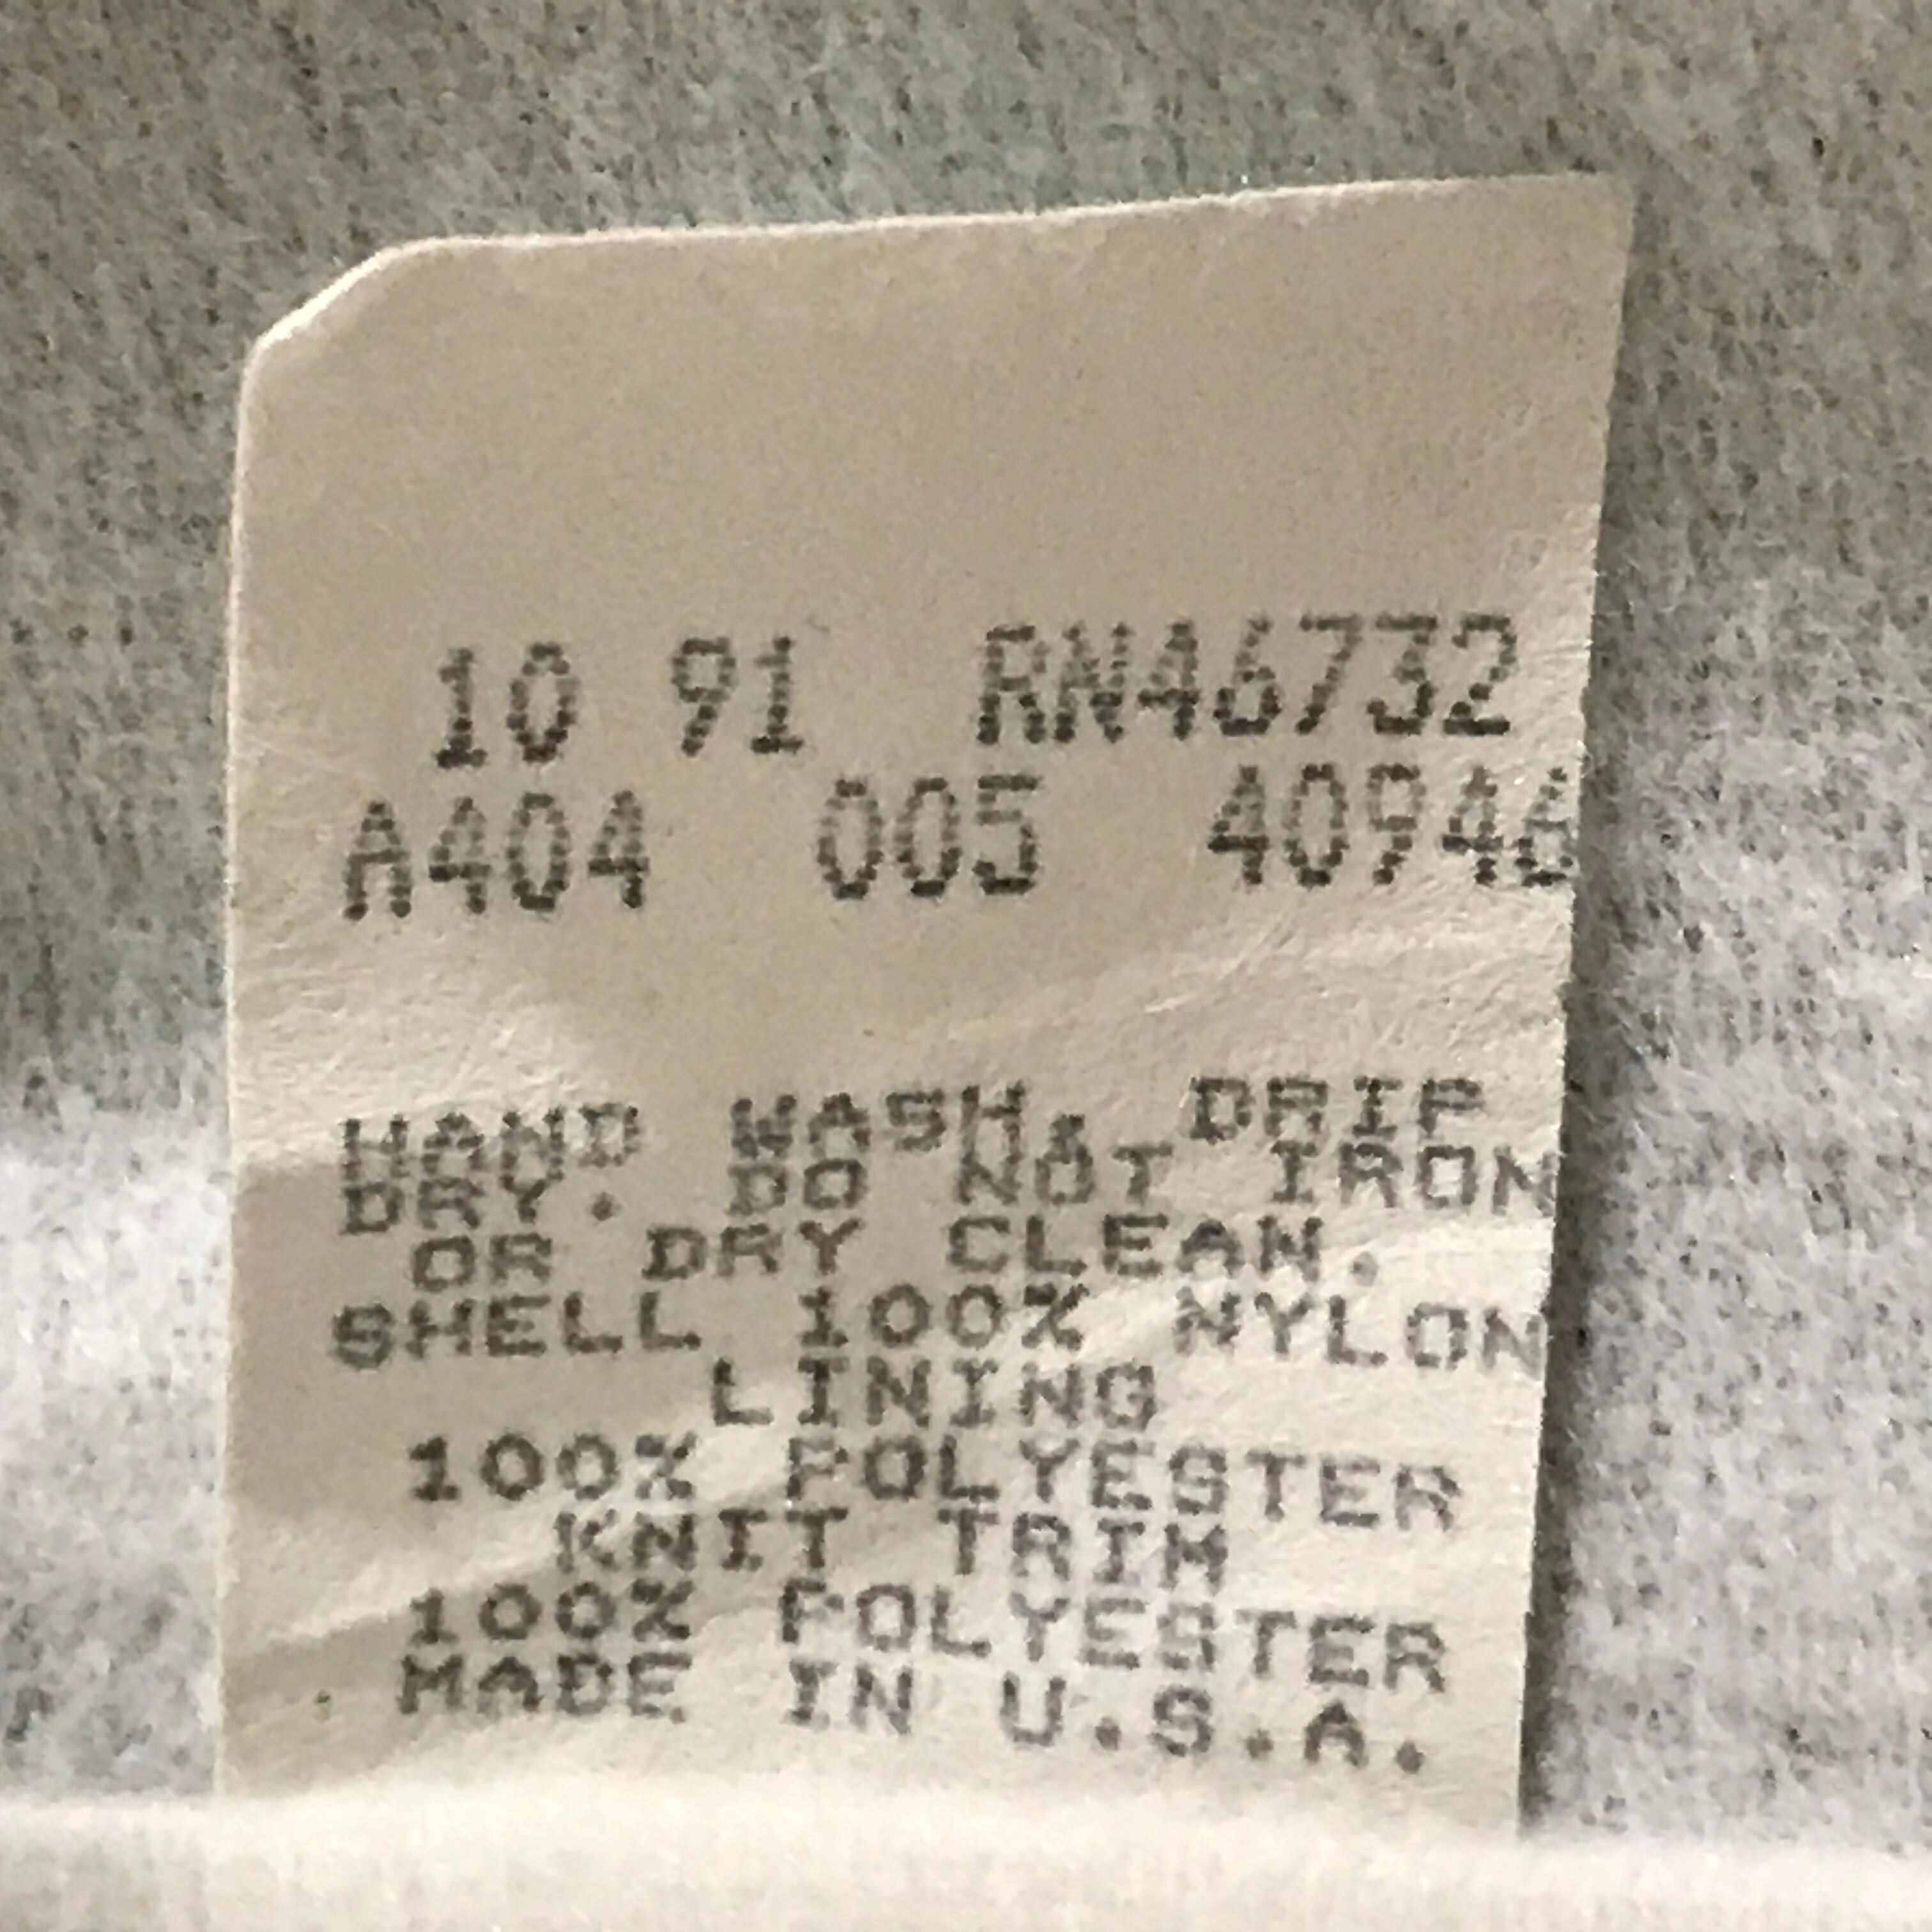 10 91 RN46732
A404 005 40946
HAND WASH, DRIP
DRY. DO NOT IRON
OR DRY CLEAN.
SHELL 100% NYLON
LINING
100% POLYESTER
KNIT TRIM
100% POLYESTER
MADE IN U.S.A.